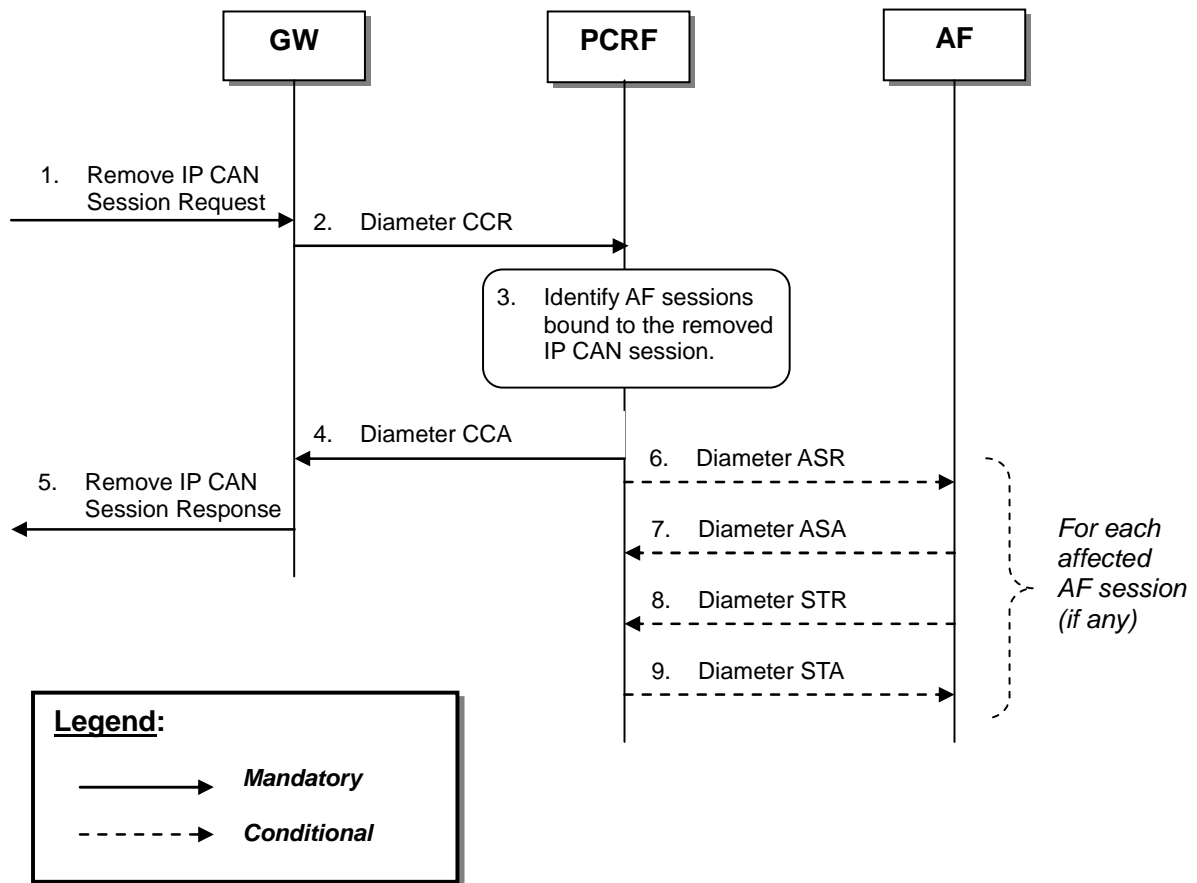 GW
PCRF
AF
1. Remove IP CAN
Session Request
2. Diameter CCR
3. Identify AF sessions
bound to the removed
IP CAN session.
4. Diameter CCA
5. Remove IP CAN
Session Response
6. Diameter ASR
7. Diameter ASA
8. Diameter STR
9. Diameter STA
For each
affected
AF session
(if any)
Legend:
Mandatory
Conditional